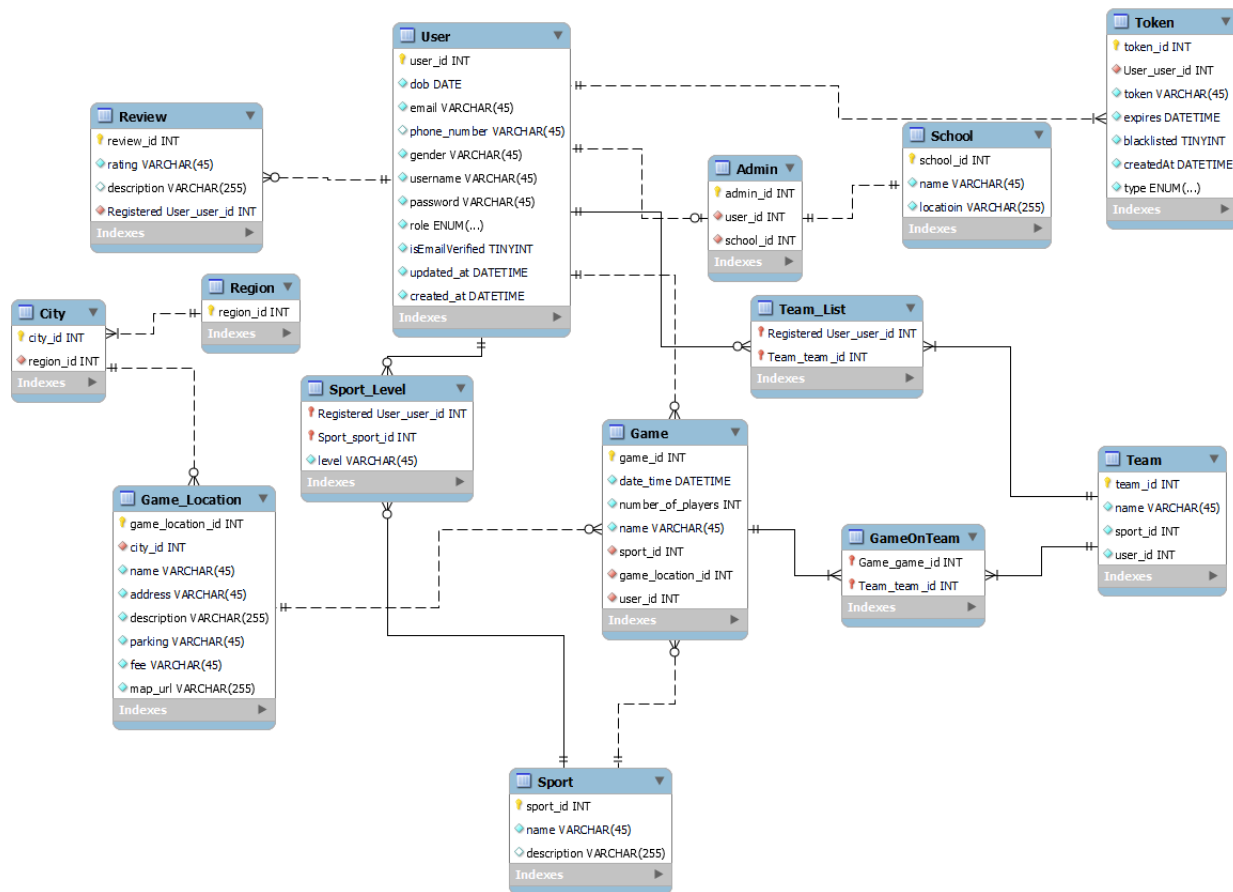 User
user_id INT
dob DATE
email VARCHAR(45)
phone_number VARCHAR(45)
gender VARCHAR(45)
username VARCHAR(45)
password VARCHAR(45)
role ENUM(...)
isEmailVerified TINYINT
updated_at DATETIME
created_at DATETIME
Indexes
Token
token_id INT
User_user_id INT
token VARCHAR(45)
expires DATETIME
blacklisted TINYINT
createdAt DATETIME
type ENUM(...)
Indexes
Review
review_id INT
rating VARCHAR(45)
description VARCHAR(255)
Registered User_user_id INT
Indexes
School
school_id INT
name VARCHAR(45)
locatioin VARCHAR(255)
Indexes
Admin
admin_id INT
user_id INT
school_id INT
Indexes
Region
region_id INT
Indexes
City
city_id INT
region_id INT
Indexes
Team_List
Registered User_user_id INT
Team_team_id INT
Indexes
Sport_Level
Registered User_user_id INT
Sport_sport_id INT
level VARCHAR(45)
Indexes
Game
game_id INT
date_time DATETIME
number_of_players INT
name VARCHAR(45)
sport_id INT
game_location_id INT
user_id INT
Indexes
Team
team_id INT
name VARCHAR(45)
sport_id INT
user_id INT
Indexes
Game_Location
game_location_id INT
city_id INT
name VARCHAR(45)
address VARCHAR(45)
description VARCHAR(255)
parking VARCHAR(45)
fee VARCHAR(45)
map_url VARCHAR(255)
Indexes
GameOnTeam
Game_game_id INT
Team_team_id INT
Indexes
Sport
sport_id INT
name VARCHAR(45)
description VARCHAR(255)
Indexes